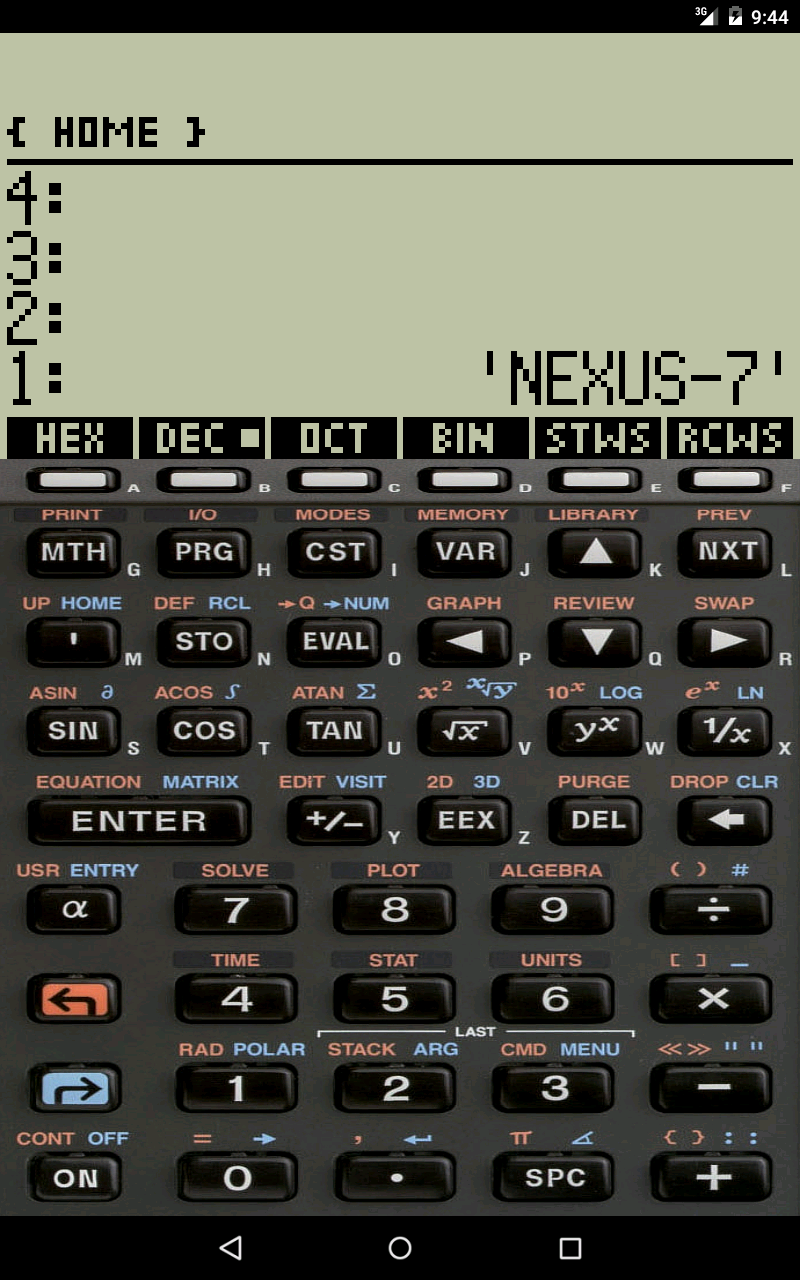 3G 9:44
{ HOME }
4:
3:
2:
1: 'NEXUS-7'
HEX DEC ■ OCT BIN STWS RCWS
A B C D E F
PRINT I/O MODES MEMORY LIBRARY PREV
MTH G PRG H CST I VAR J ▲ K NXT L
UP HOME DEF RCL →Q →NUM GRAPH REVIEW SWAP
' M STO N EVAL O ◀ P ▼ Q ▶ R
ASIN ∂ ACOS ∫ ATAN Σ x² x√y 10ˣ LOG eˣ LN
SIN S COS T TAN U √x V yˣ W 1/x X
EQUATION MATRIX EDIT VISIT 2D 3D PURGE DROP CLR
ENTER +/− Y EEX Z DEL ←
USR ENTRY SOLVE PLOT ALGEBRA ( ) #
α 7 8 9 ÷
TIME STAT UNITS [ ] _
4 5 6 ×
LAST
RAD POLAR STACK ARG CMD MENU ≪≫ " "
1 2 3 −
CONT OFF = → , ↵ π ∡ { } : :
ON 0 . SPC +